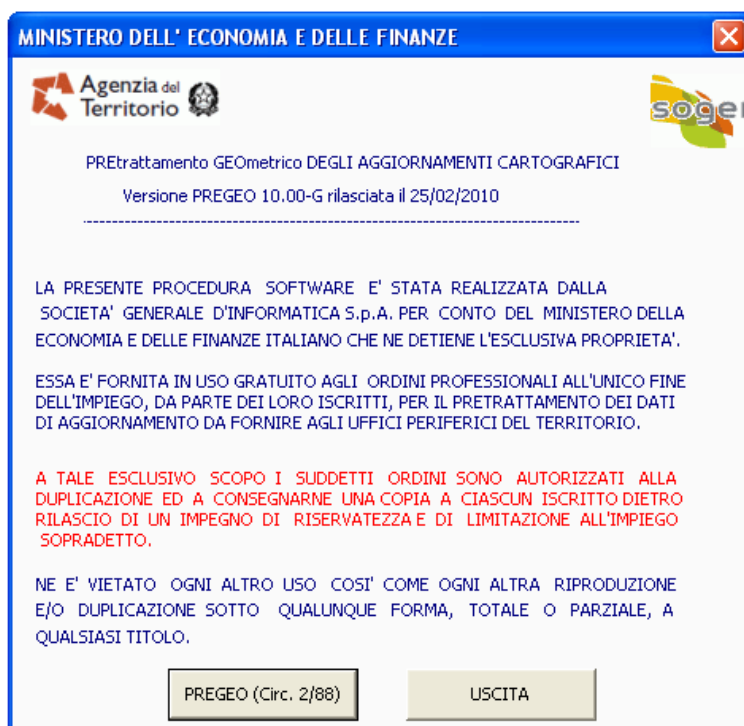 MINISTERO DELL' ECONOMIA E DELLE FINANZE
Agenzia del
Territorio
soge
PREtrattamento GEOmetrico DEGLI AGGIORNAMENTI CARTOGRAFICI
Versione PREGEO 10.00-G rilasciata il 25/02/2010
LA PRESENTE PROCEDURA SOFTWARE E' STATA REALIZZATA DALLA
SOCIETA' GENERALE D'INFORMATICA S.p.A. PER CONTO DEL MINISTERO DELLA
ECONOMIA E DELLE FINANZE ITALIANO CHE NE DETIENE L'ESCLUSIVA PROPRIETA'.
ESSA E' FORNITA IN USO GRATUITO AGLI ORDINI PROFESSIONALI ALL'UNICO FINE
DELL'IMPIEGO, DA PARTE DEI LORO ISCRITTI, PER IL PRETRATTAMENTO DEI DATI
DI AGGIORNAMENTO DA FORNIRE AGLI UFFICI PERIFERICI DEL TERRITORIO.
A TALE ESCLUSIVO SCOPO I SUDDETTI ORDINI SONO AUTORIZZATI ALLA
DUPLICAZIONE ED A CONSEGNARNE UNA COPIA A CIASCUN ISCRITTO DIETRO
RILASCIO DI UN IMPEGNO DI RISERVATEZZA E DI LIMITAZIONE ALL'IMPIEGO
SOPRADETTO.
NE E' VIETATO OGNI ALTRO USO COSI' COME OGNI ALTRA RIPRODUZIONE
E/O DUPLICAZIONE SOTTO QUALUNQUE FORMA, TOTALE O PARZIALE, A
QUALSIASI TITOLO.
PREGEO (Circ. 2/88)
USCITA